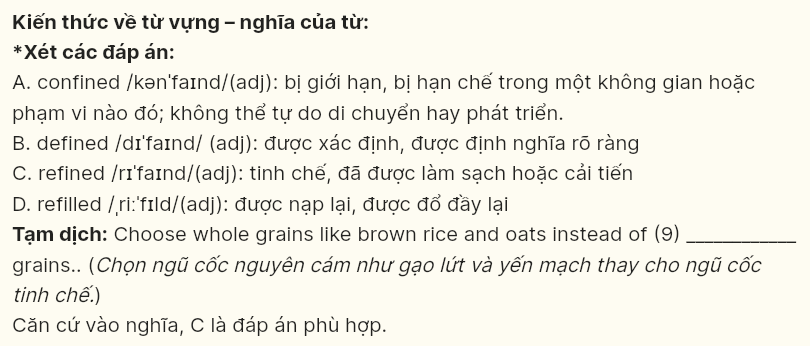 Kiến thức về từ vựng – nghĩa của từ:
*Xét các đáp án:
A. confined /kənˈfaɪnd/(adj): bị giới hạn, bị hạn chế trong một không gian hoặc
phạm vi nào đó; không thể tự do di chuyển hay phát triển.
B. defined /dɪˈfaɪnd/ (adj): được xác định, được định nghĩa rõ ràng
C. refined /rɪˈfaɪnd/(adj): tinh chế, đã được làm sạch hoặc cải tiến
D. refilled /ˌriːˈfɪld/(adj): được nạp lại, được đổ đầy lại
Tạm dịch: Choose whole grains like brown rice and oats instead of (9) _____________
grains.. (Chọn ngũ cốc nguyên cám như gạo lứt và yến mạch thay cho ngũ cốc
tinh chế.)
Căn cứ vào nghĩa, C là đáp án phù hợp.